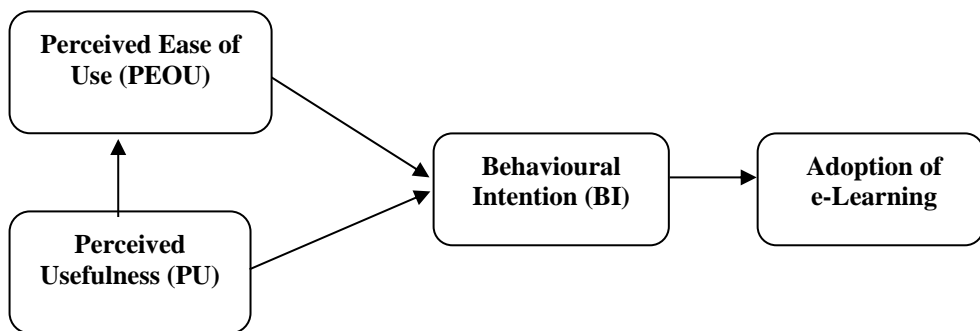 Perceived Ease of
Use (PEOU)
Behavioural
Intention (BI)
Adoption of
e-Learning
Perceived
Usefulness (PU)